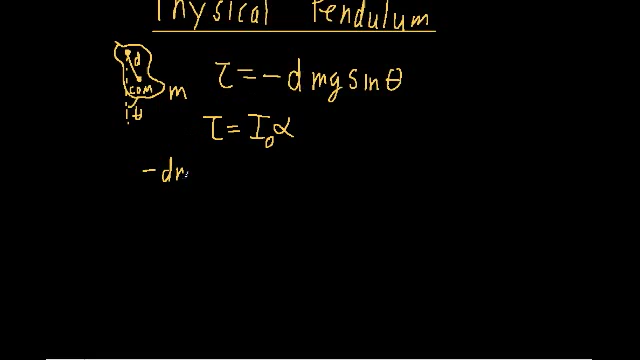 Physical Pendulum
d
com
θ
m
τ = -d mg sin θ
τ = I₀α
-dm